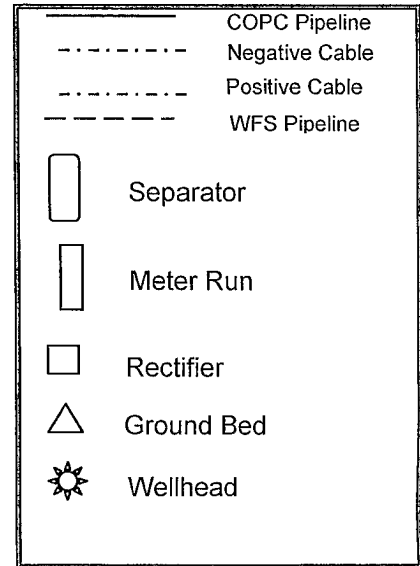 COPC Pipeline
Negative Cable
Positive Cable
WFS Pipeline
Separator
Meter Run
Rectifier
Ground Bed
Wellhead